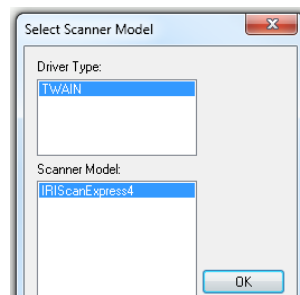 Select Scanner Model
Driver Type:
TWAIN
Scanner Model:
IRIScanExpress4
OK